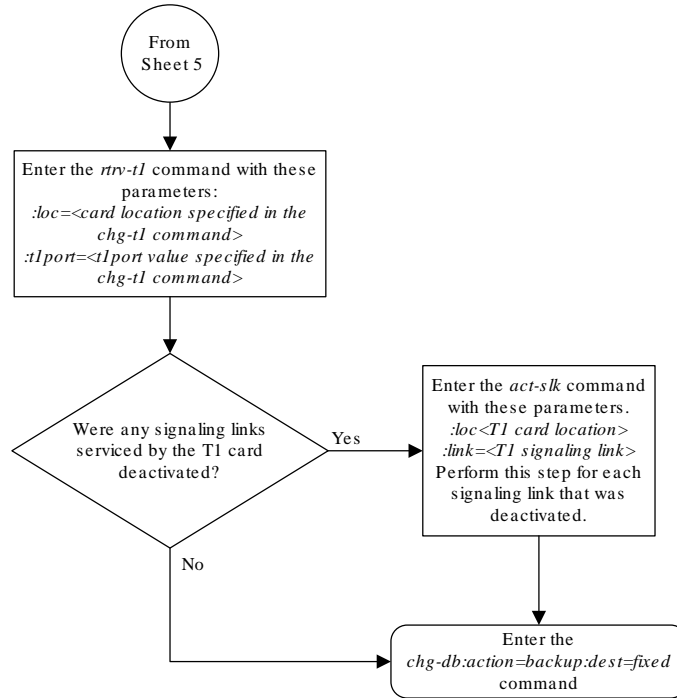 From
Sheet 5
Enter the rtrv-t1 command with these
parameters:
:loc=<card location specified in the
chg-t1 command>
:t1port=<t1port value specified in the
chg-t1 command>
Were any signaling links
serviced by the T1 card
deactivated?
Yes
Enter the act-slk command
with these parameters.
:loc<T1 card location>
:link=<T1 signaling link>
Perform this step for each
signaling link that was
deactivated.
No
Enter the
chg-db:action=backup:dest=fixed
command